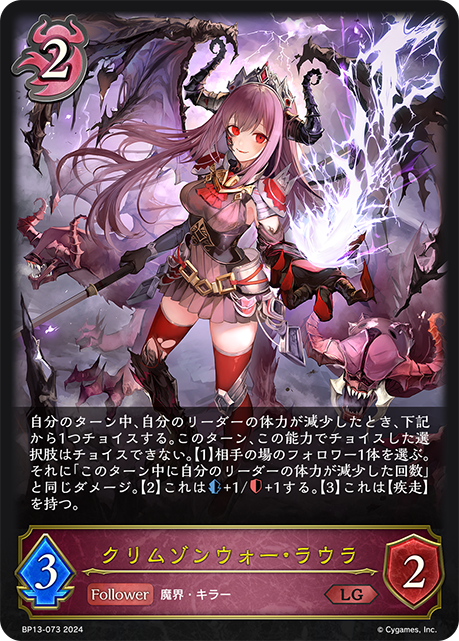 2
自分のターン中、自分のリーダーの体力が減少したとき、下記
から1つチョイスする。このターン、この能力でチョイスした選
択肢はチョイスできない。【1】相手の場のフォロワー1体を選ぶ。
それに「このターン中に自分のリーダーの体力が減少した回数」
と同じダメージ。【2】これは+1/+1する。【3】これは【疾走】
を持つ。
クリムゾンウォー・ラウラ
3
2
Follower 魔界・キラー
LG
BP13-073 2024
© Cygames, Inc.